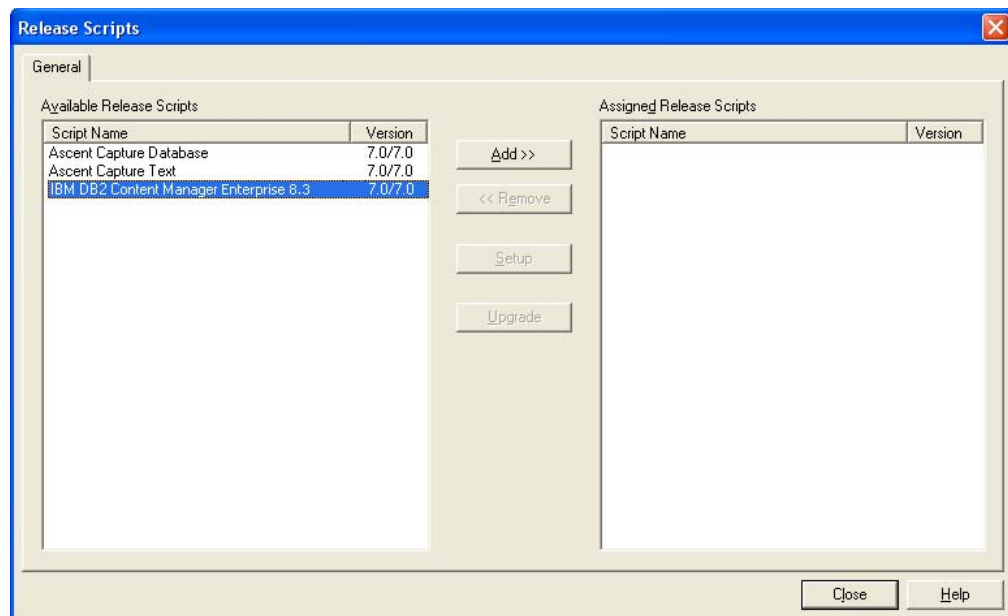 Release Scripts
General
Available Release Scripts
Script Name Version
Ascent Capture Database 7.0/7.0
Ascent Capture Text 7.0/7.0
IBM DB2 Content Manager Enterprise 8.3 7.0/7.0
Add >>
<< Remove
Setup
Upgrade
Assigned Release Scripts
Script Name Version
Close Help